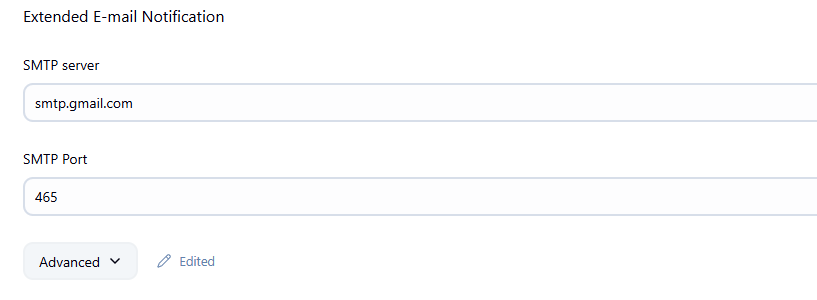 Extended E-mail Notification
SMTP server
smtp.gmail.com
SMTP Port
465
Advanced Edited